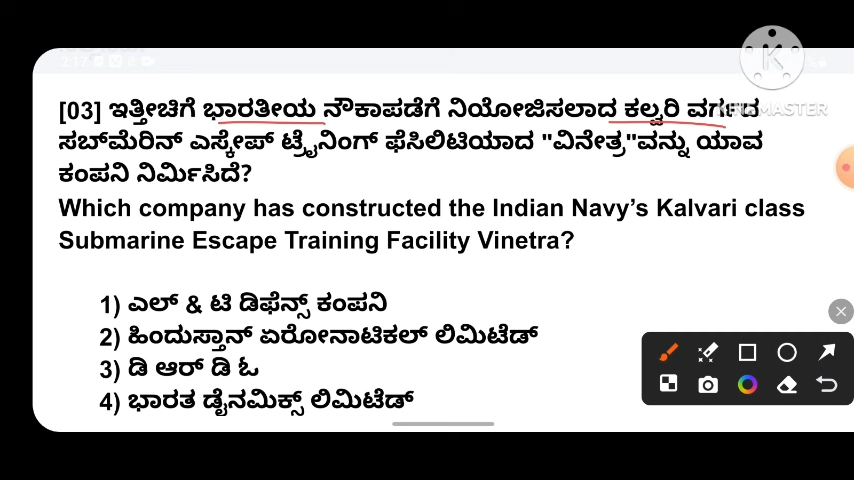 2:17
[03] ಇತ್ತೀಚಿಗೆ ಭಾರತೀಯ ನೌಕಾಪಡೆಗೆ ನಿಯೋಜಿಸಲಾದ ಕಲ್ವರಿ ವರ್ಗದ
ಸಬ್‌ಮೆರಿನ್ ಎಸ್ಕೇಪ್ ಟ್ರೈನಿಂಗ್ ಫೆಸಿಲಿಟಿಯಾದ "ವಿನೇತ್ರ"ವನ್ನು ಯಾವ
ಕಂಪನಿ ನಿರ್ಮಿಸಿದೆ?
Which company has constructed the Indian Navy’s Kalvari class
Submarine Escape Training Facility Vinetra?
1) ಎಲ್ & ಟಿ ಡಿಫೆನ್ಸ್ ಕಂಪನಿ
2) ಹಿಂದುಸ್ತಾನ್ ಏರೋನಾಟಿಕಲ್ ಲಿಮಿಟೆಡ್
3) ಡಿ ಆರ್ ಡಿ ಓ
4) ಭಾರತ ಡೈನಮಿಕ್ಸ್ ಲಿಮಿಟೆಡ್